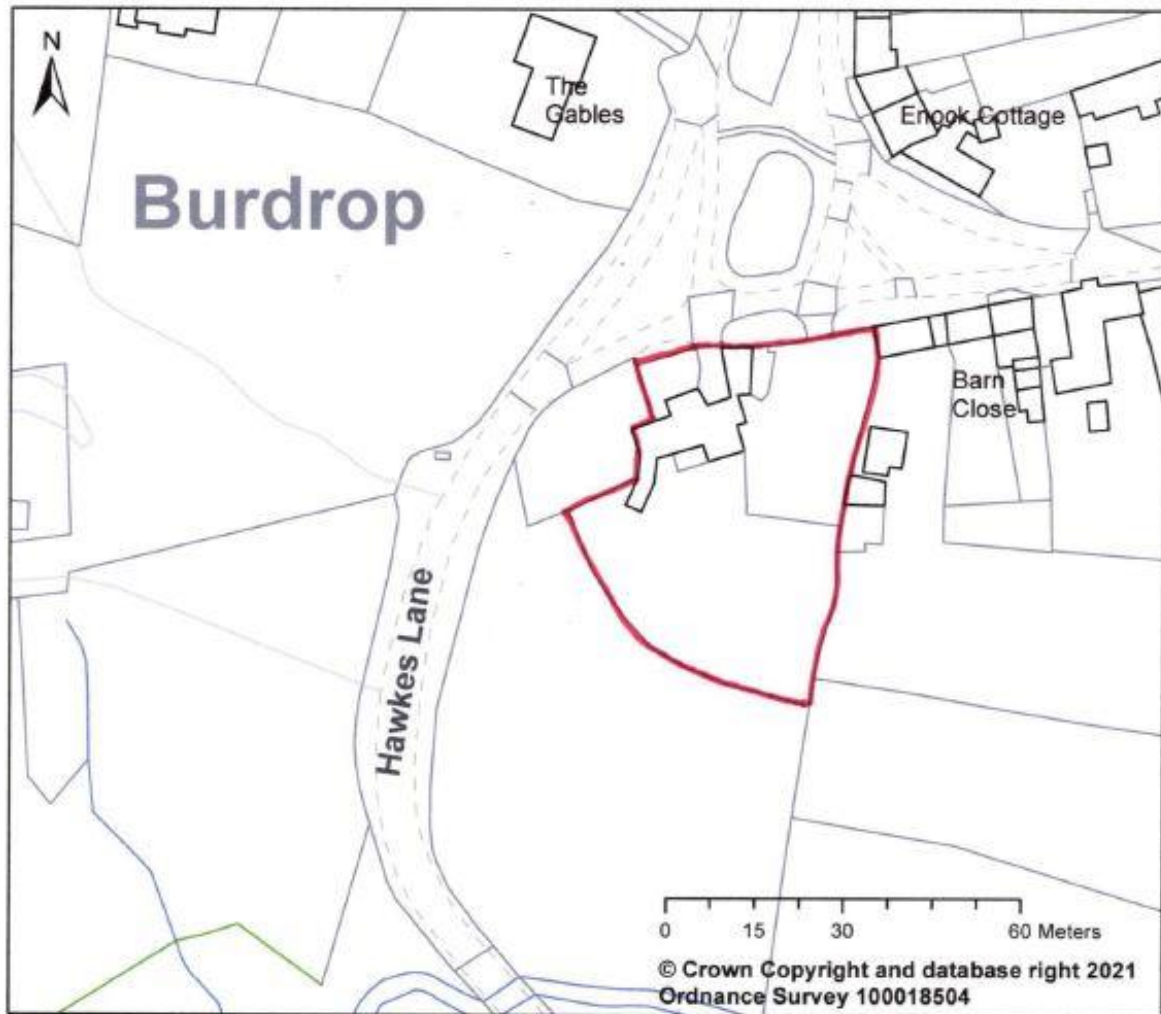 N
The
Gables
Enock Cottage
Burdrop
Barn
Close
Hawkes Lane
0 15 30 60 Meters
© Crown Copyright and database right 2021
Ordnance Survey 100018504